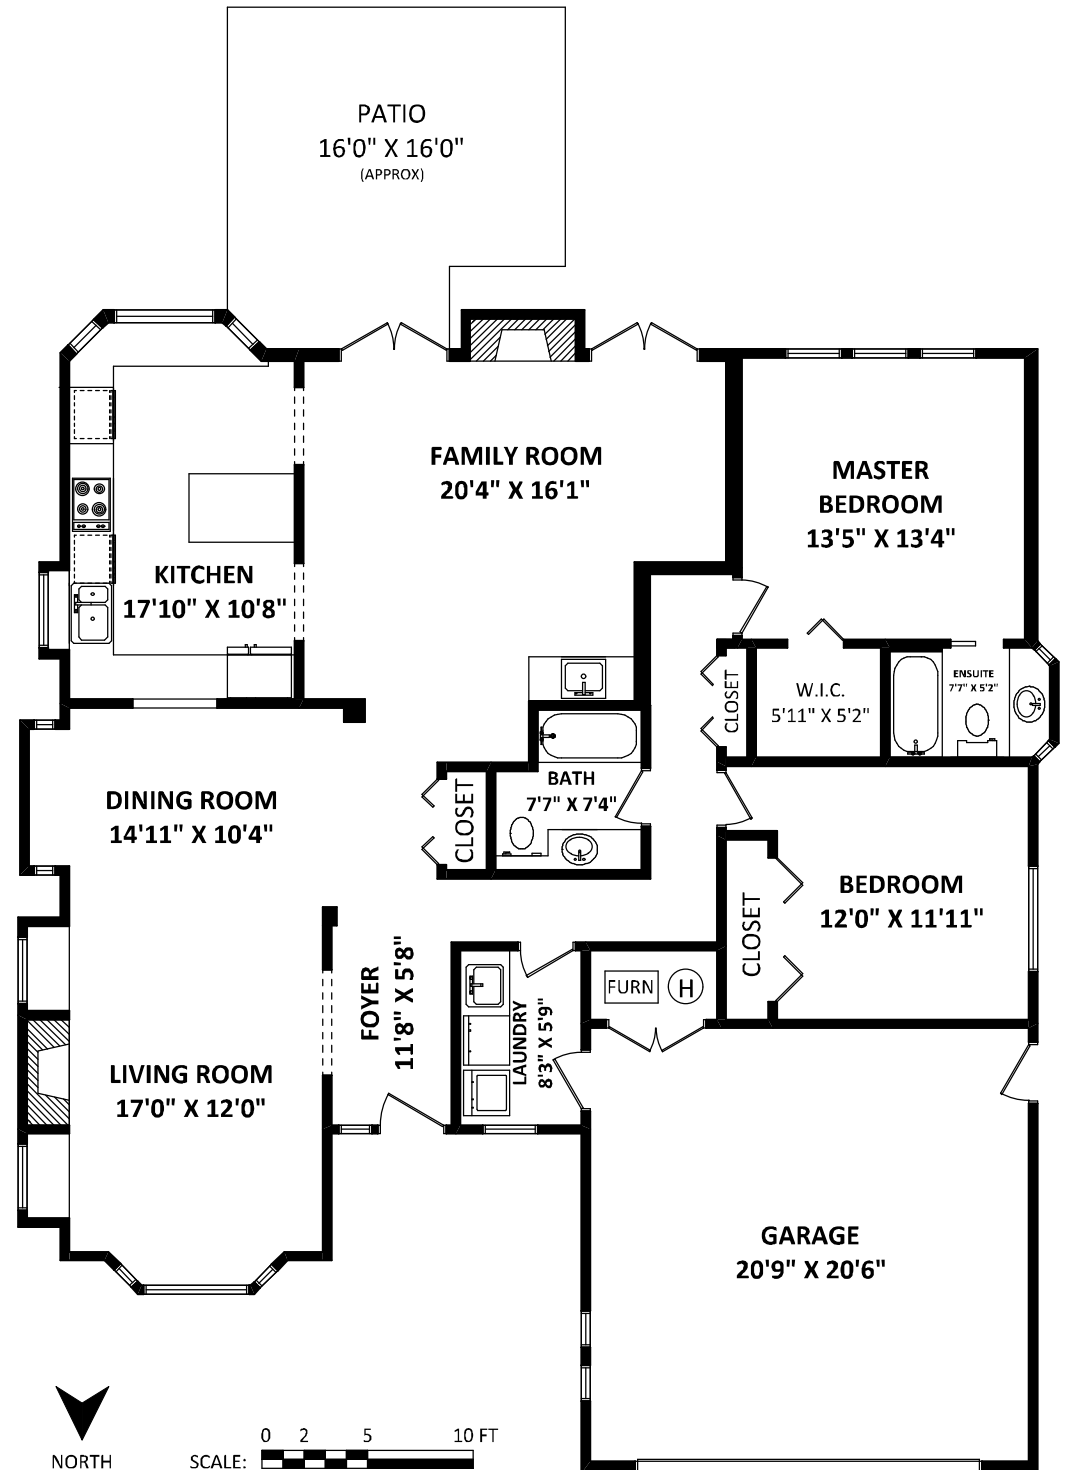 PATIO
16'0" X 16'0"
(APPROX)
FAMILY ROOM
20'4" X 16'1"
MASTER
BEDROOM
13'5" X 13'4"
KITCHEN
17'10" X 10'8"
ENSUITE
7'7" X 5'2"
W.I.C.
5'11" X 5'2"
CLOSET
DINING ROOM
14'11" X 10'4"
CLOSET
BATH
7'7" X 7'4"
BEDROOM
12'0" X 11'11"
CLOSET
FOYER
11'8" X 5'8"
LAUNDRY
8'3" X 5'9"
FURN
H
LIVING ROOM
17'0" X 12'0"
GARAGE
20'9" X 20'6"
NORTH
SCALE:
0 2 5 10 FT